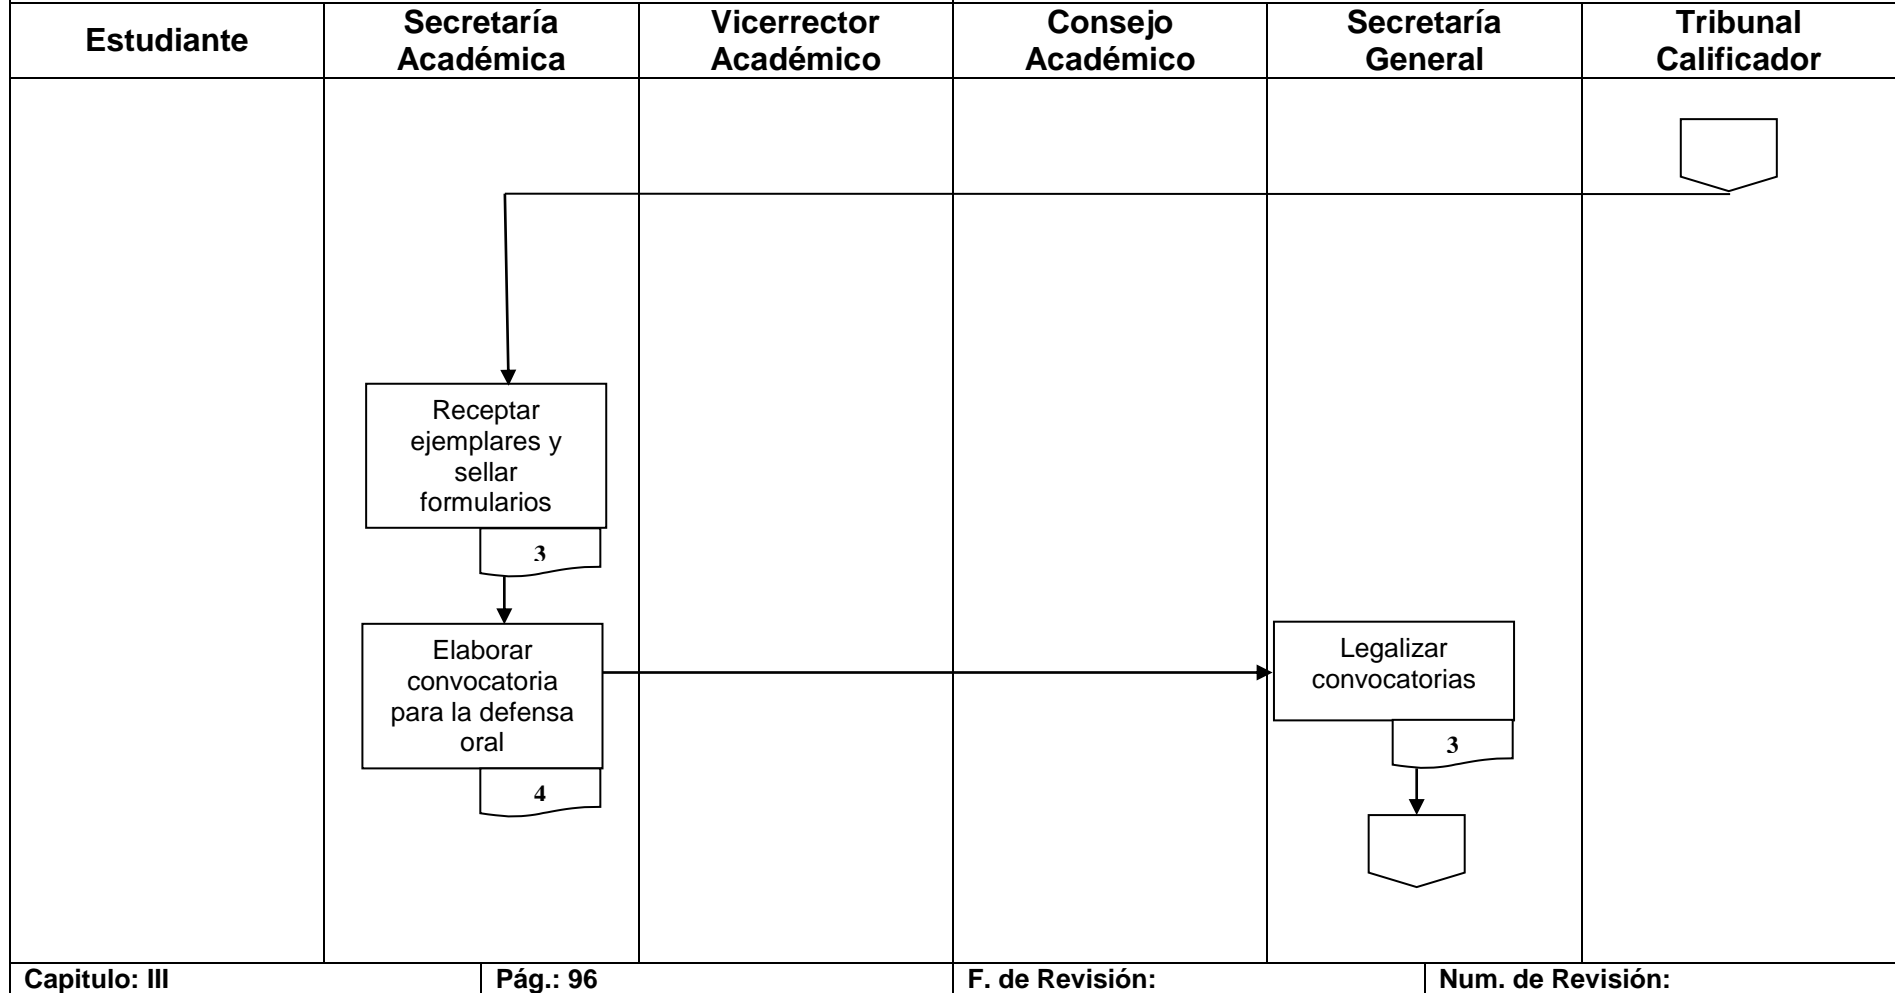 Estudiante
Secretaría
Académica
Vicerrector
Académico
Consejo
Académico
Secretaría
General
Tribunal
Calificador
Receptar
ejemplares y
sellar
formularios
3
Elaborar
convocatoria
para la defensa
oral
4
Legalizar
convocatorias
3
Capitulo: III
Pág.: 96
F. de Revisión:
Num. de Revisión: